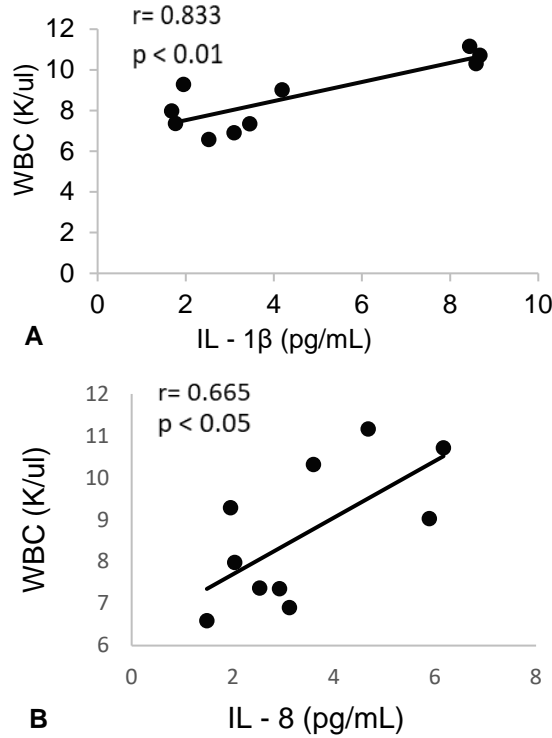 r= 0.833
p < 0.01
12
10
8
6
4
2
0
WBC (K/ul)
0 2 4 6 8 10
IL - 1β (pg/mL)
A
r= 0.665
p < 0.05
12
11
10
9
8
7
6
WBC (K/ul)
0 2 4 6 8
IL - 8 (pg/mL)
B